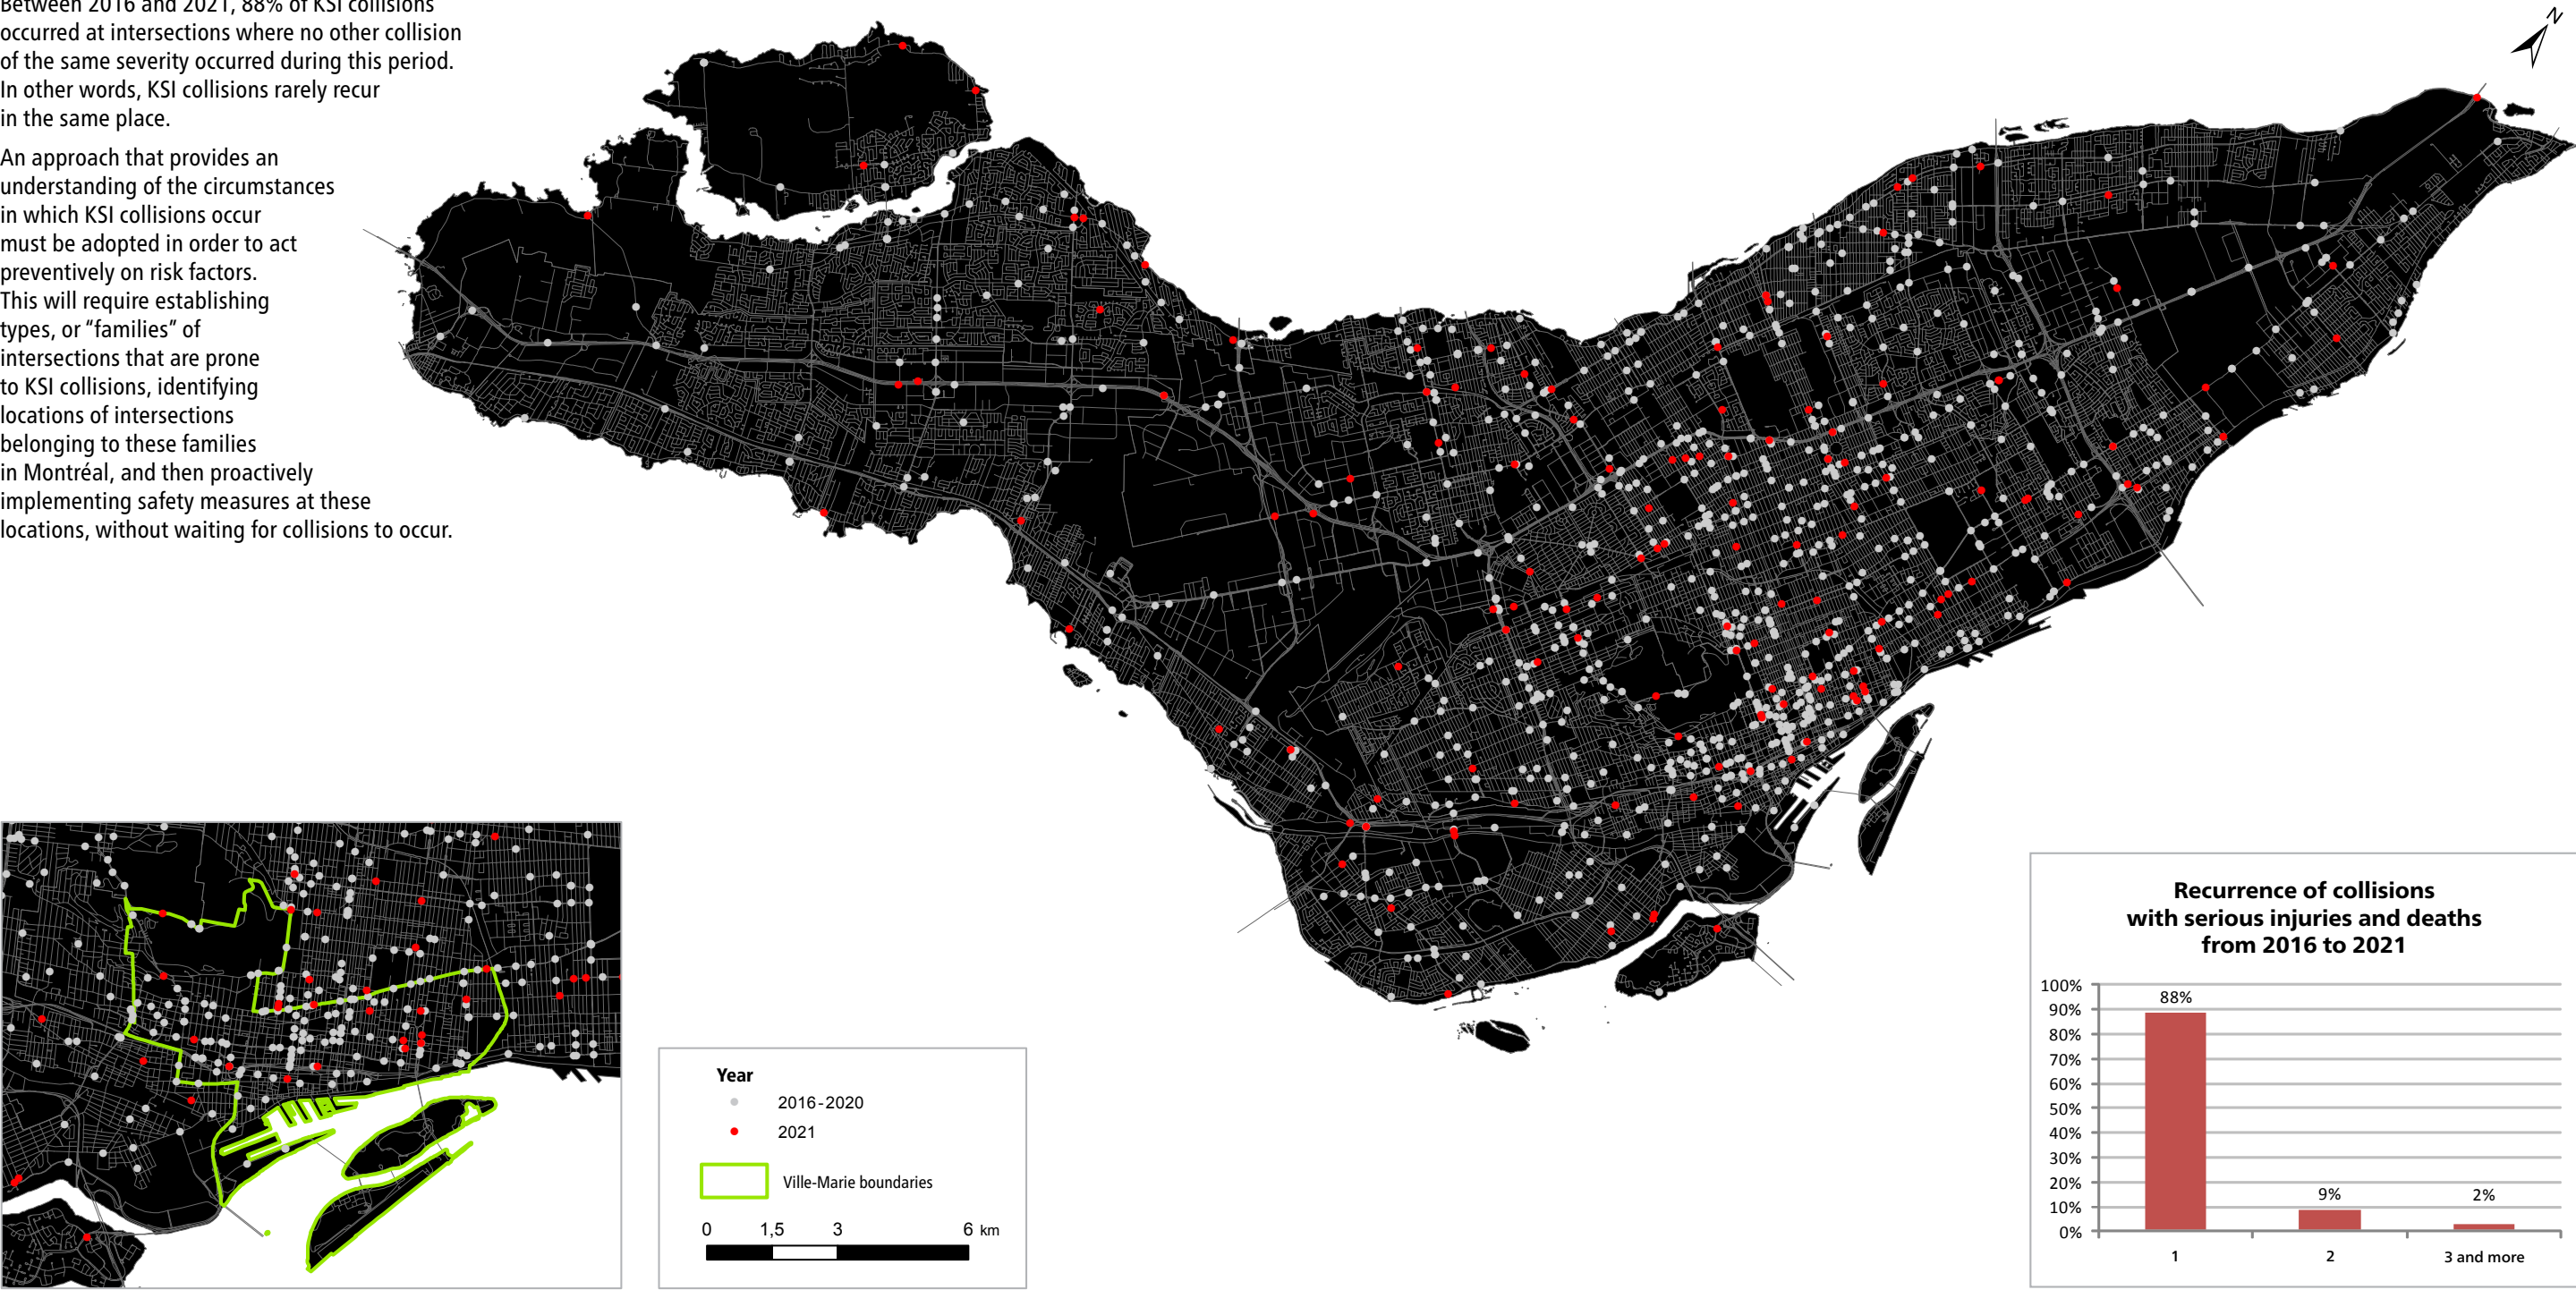 Between 2016 and 2021, 88% of KSI collisions
occurred at intersections where no other collision
of the same severity occurred during this period.
In other words, KSI collisions rarely recur
in the same place.
An approach that provides an
understanding of the circumstances
in which KSI collisions occur
must be adopted in order to act
preventively on risk factors.
This will require establishing
types, or “families” of
intersections that are prone
to KSI collisions, identifying
locations of intersections
belonging to these families
in Montréal, and then proactively
implementing safety measures at these
locations, without waiting for collisions to occur.
N
Year
2016-2020
2021
Ville-Marie boundaries
0 1,5 3 6 km
Recurrence of collisions
with serious injuries and deaths
from 2016 to 2021
100%
90%
80%
70%
60%
50%
40%
30%
20%
10%
0%
88%
9%
2%
1 2 3 and more